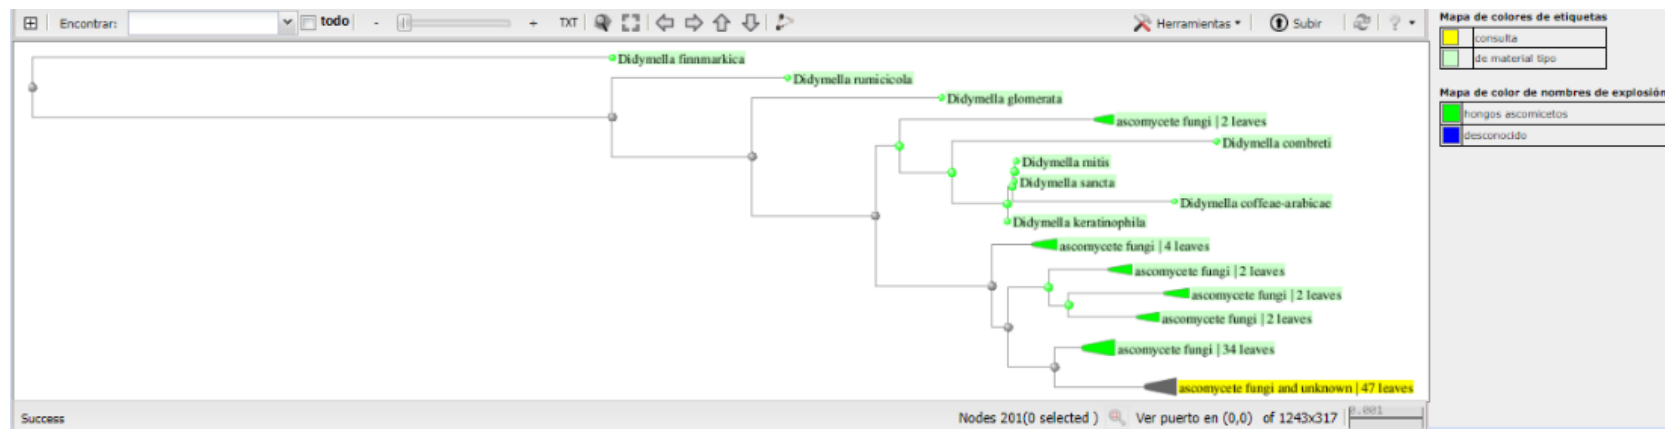 Encontrar: todo - + TXT Herramientas Subir ?
Mapa de colores de etiquetas
consulta
de material tipo
Mapa de color de nombres de explosión
hongos ascomicetos
desconocido
Didymella finnmarkica
Didymella rumicicola
Didymella glomerata
ascomycete fungi | 2 leaves
Didymella combreti
Didymella mitis
Didymella sancta
Didymella coffeae-arabicae
Didymella keratinophila
ascomycete fungi | 4 leaves
ascomycete fungi | 2 leaves
ascomycete fungi | 2 leaves
ascomycete fungi | 2 leaves
ascomycete fungi | 34 leaves
ascomycete fungi and unknown | 47 leaves
Success Nodes 201(0 selected ) Ver puerto en (0,0) of 1243x317 0.001